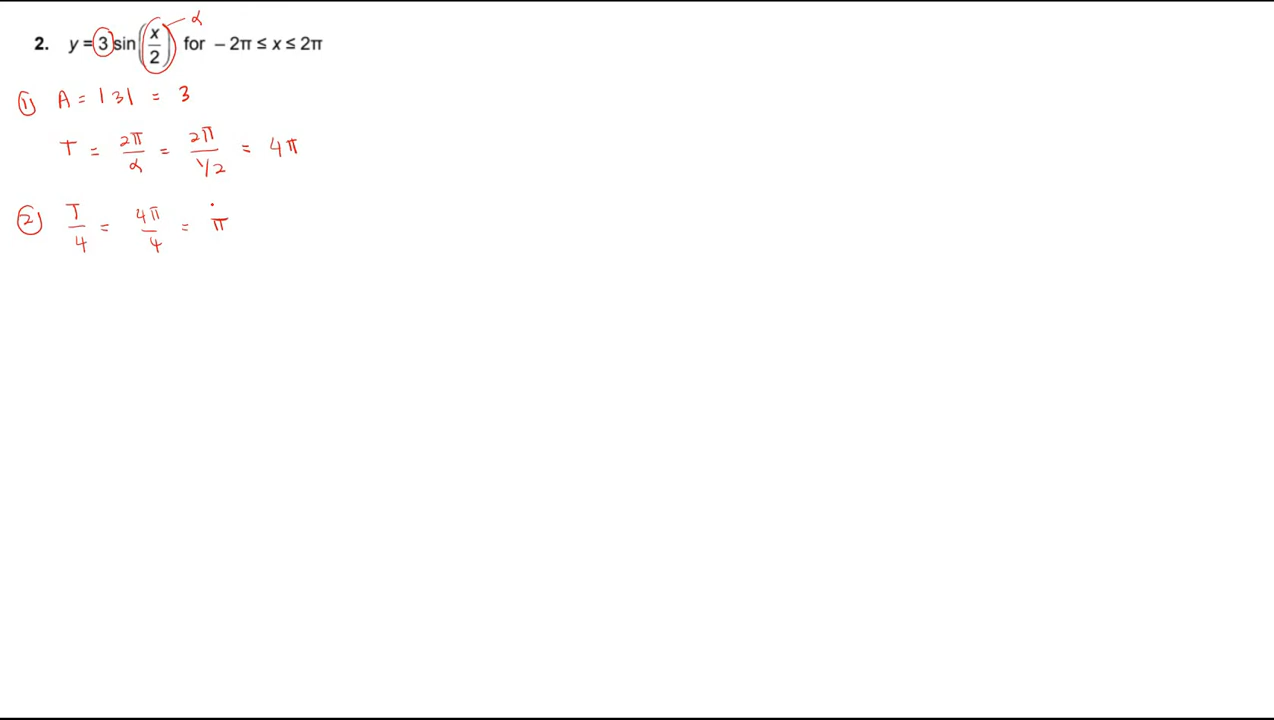 2. y = 3 sin(x/2) for – 2π ≤ x ≤ 2π
α
① A = |3| = 3
T = 2π/α = 2π/(1/2) = 4π
② T/4 = 4π/4 = π